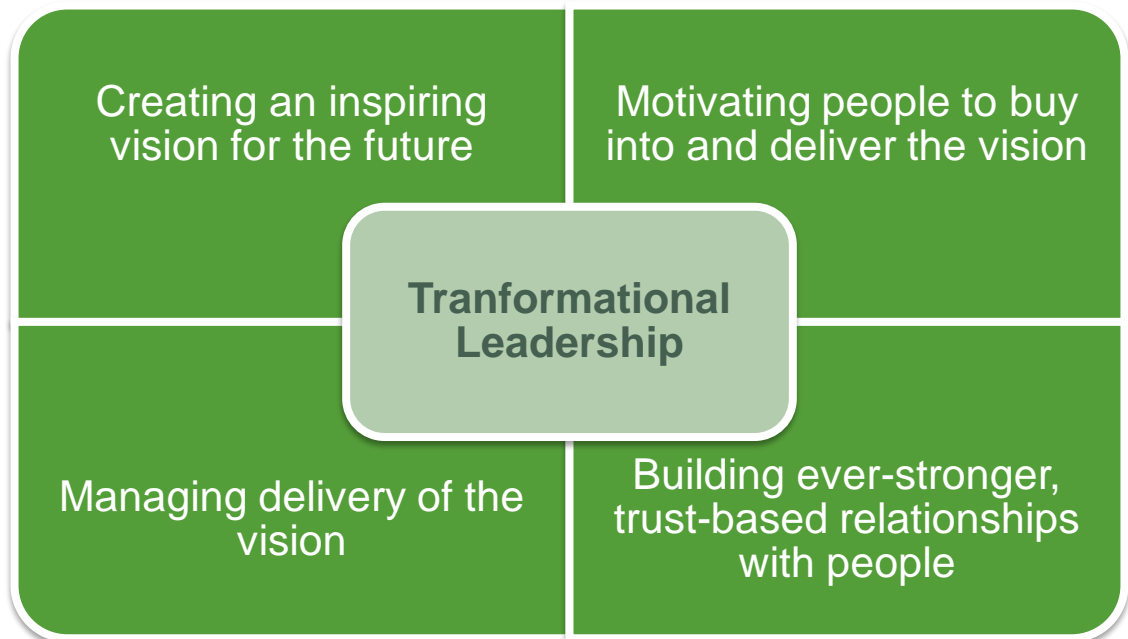 Creating an inspiring
vision for the future
Motivating people to buy
into and deliver the vision
Tranformational
Leadership
Managing delivery of the
vision
Building ever-stronger,
trust-based relationships
with people